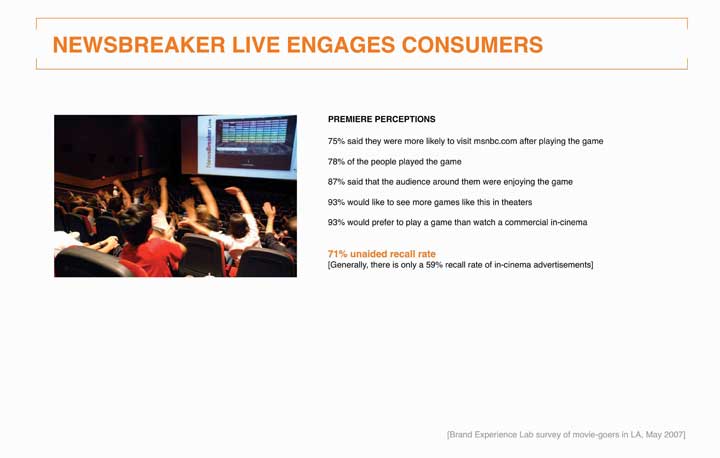 NEWSBREAKER LIVE ENGAGES CONSUMERS
PREMIERE PERCEPTIONS
75% said they were more likely to visit msnbc.com after playing the game
78% of the people played the game
87% said that the audience around them were enjoying the game
93% would like to see more games like this in theaters
93% would prefer to play a game than watch a commercial in-cinema
71% unaided recall rate
[Generally, there is only a 59% recall rate of in-cinema advertisements]
NewsBreaker Live
[Brand Experience Lab survey of movie-goers in LA, May 2007]